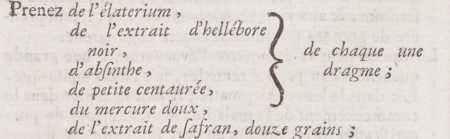 Prenez de l'élaterium,
de l'extrait d'hellébore
noir,
d'abſinthe,
de petite centaurée,
du mercure doux,
de chaque une
dragme;
de l'extrait de ſafran, douze grains;